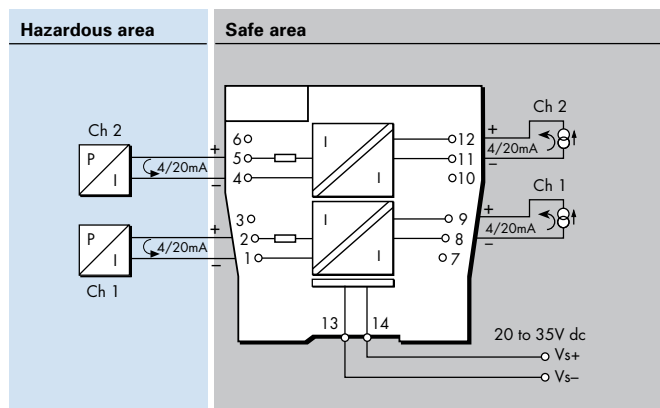 Hazardous area
Safe area
Ch 2
P
I
+
4/20mA
–
6
5
4
I
I
12
11
10
+
4/20mA
–
Ch 2
P
I
Ch 1
+
4/20mA
–
3
2
1
I
I
9
8
7
+
4/20mA
–
Ch 1
13
14
20 to 35V dc
Vs+
Vs–